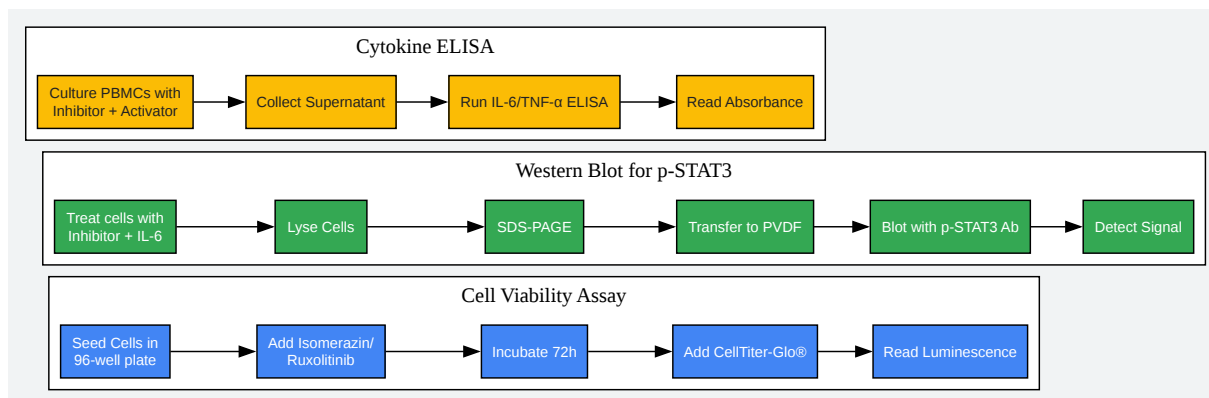 Cytokine ELISA
Culture PBMCs with
Inhibitor + Activator
Collect Supernatant
Run IL-6/TNF-α ELISA
Read Absorbance
Western Blot for p-STAT3
Treat cells with
Inhibitor + IL-6
Lyse Cells
SDS-PAGE
Transfer to PVDF
Blot with p-STAT3 Ab
Detect Signal
Cell Viability Assay
Seed Cells in
96-well plate
Add Isomerazin/
Ruxolitinib
Incubate 72h
Add CellTiter-Glo®
Read Luminescence